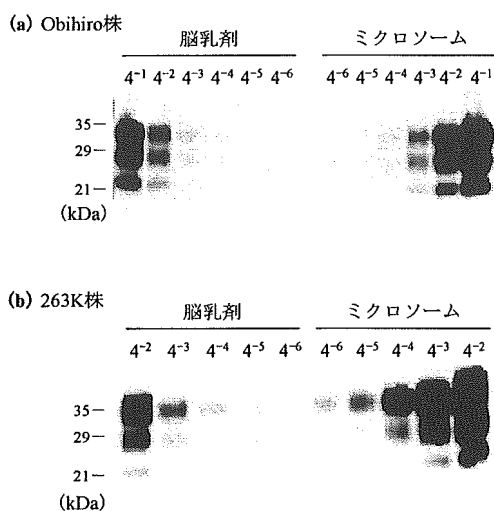 (a) Obihiro株
脳乳剤 ミクロソーム
4⁻¹ 4⁻² 4⁻³ 4⁻⁴ 4⁻⁵ 4⁻⁶ 4⁻⁶ 4⁻⁵ 4⁻⁴ 4⁻³ 4⁻² 4⁻¹
35
29
21
(kDa)
(b) 263K株
脳乳剤 ミクロソーム
4⁻² 4⁻³ 4⁻⁴ 4⁻⁵ 4⁻⁶ 4⁻⁶ 4⁻⁵ 4⁻⁴ 4⁻³ 4⁻²
35
29
21
(kDa)